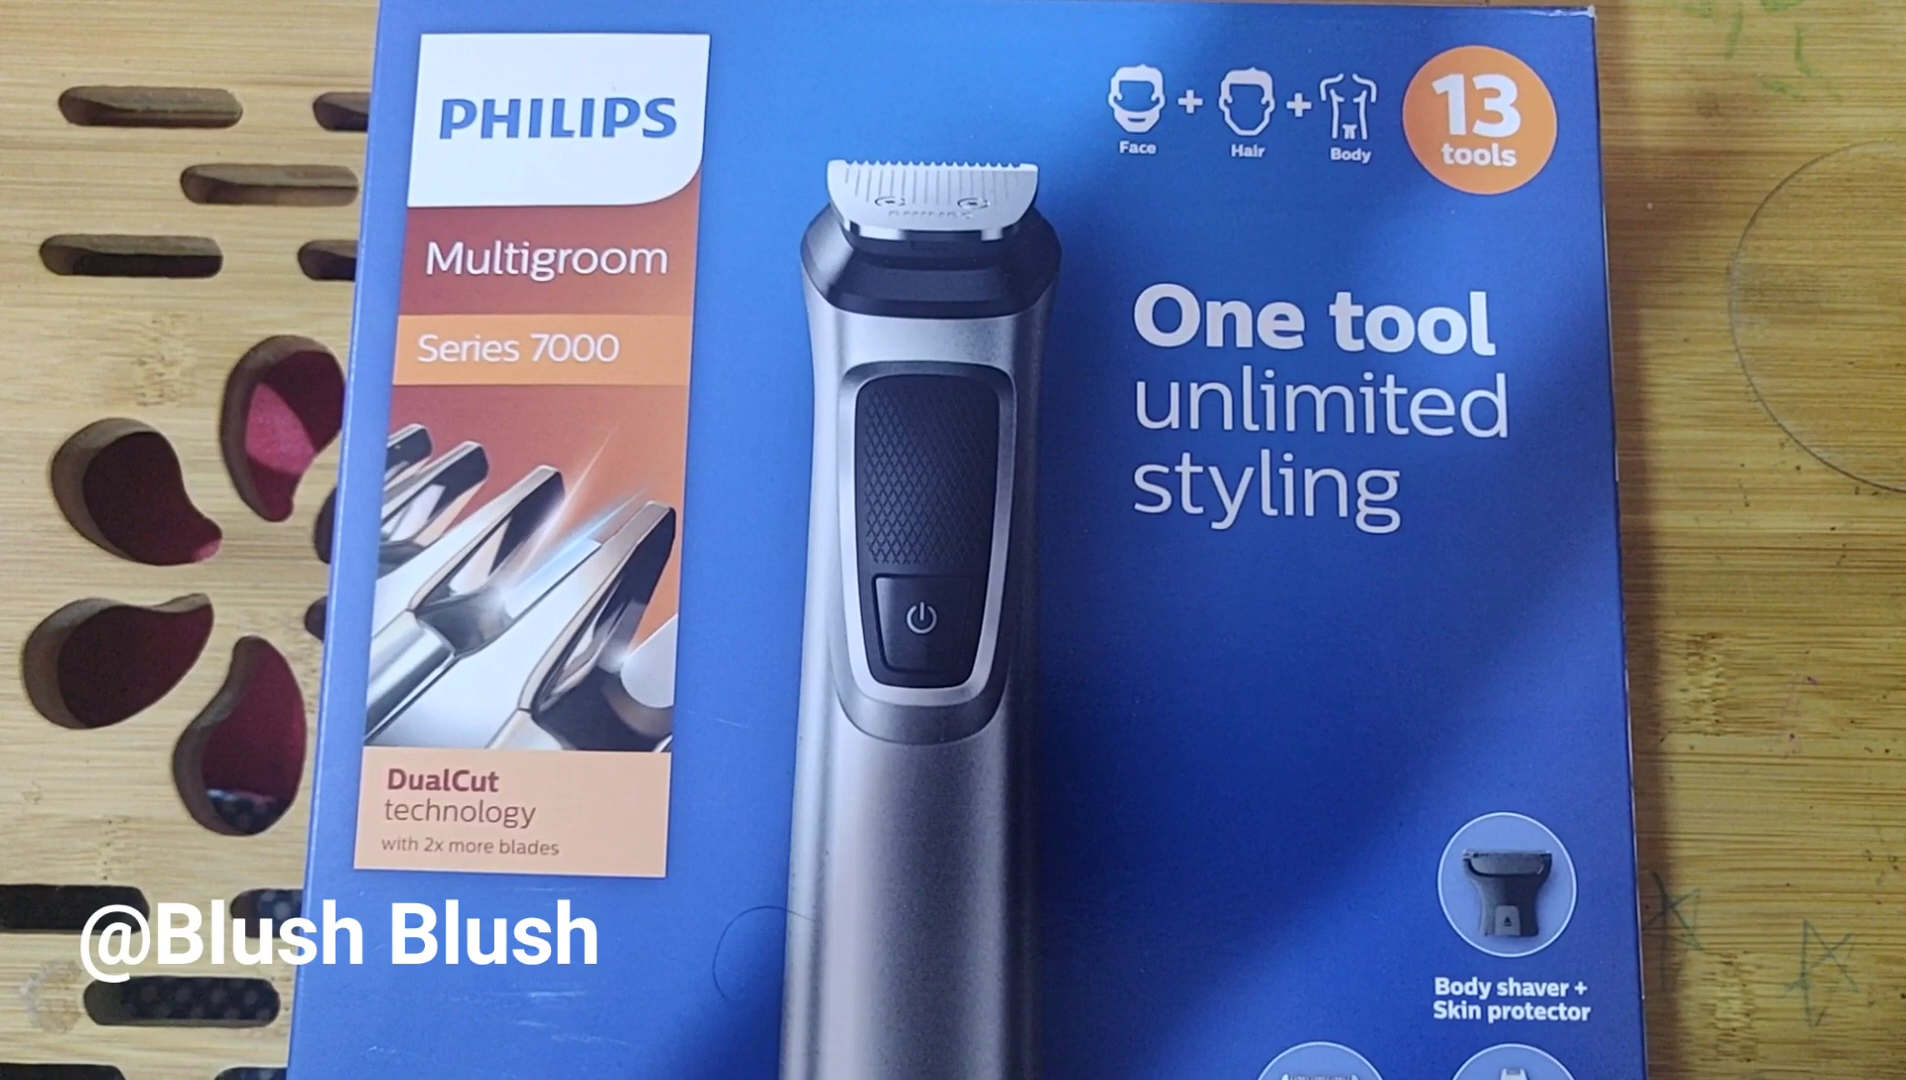 PHILIPS
Multigroom
Series 7000
DualCut
technology
with 2x more blades
Face + Hair + Body
13
tools
PHILIPS
One tool
unlimited
styling
Body shaver +
Skin protector
@Blush Blush